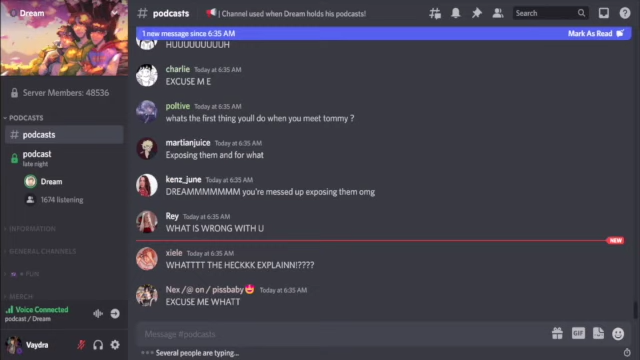 Dream
Server Members: 48536
PODCASTS
podcasts
podcast
late night
Dream
1674 listening
INFORMATION
GENERAL CHANNELS
FUN
MEECH
Voice Connected
podcast / Dream
Vaydra
podcasts
| Channel used when Dream holds his podcasts!
Search
1 new message since 6:35 AM
Mark As Read
HUUUUUUUUH
charlie Today at 6:35 AM
EXCUSE M E
poltive Today at 6:35 AM
whats the first thing youll do when you meet tommy ?
martianjuice Today at 6:35 AM
Exposing them and for what
kenz_june Today at 6:35 AM
DREAMMMMMMM you're messed up exposing them omg
Rey Today at 6:35 AM
WHAT IS WRONG WITH U
NEW
xiele Today at 6:35 AM
WHATTTT THE HECKKK EXPLAINN!????
Nex /@ on / pissbaby😍 Today at 6:35 AM
EXCUSE ME WHATT
Message #podcasts
GIF
Several people are typing...